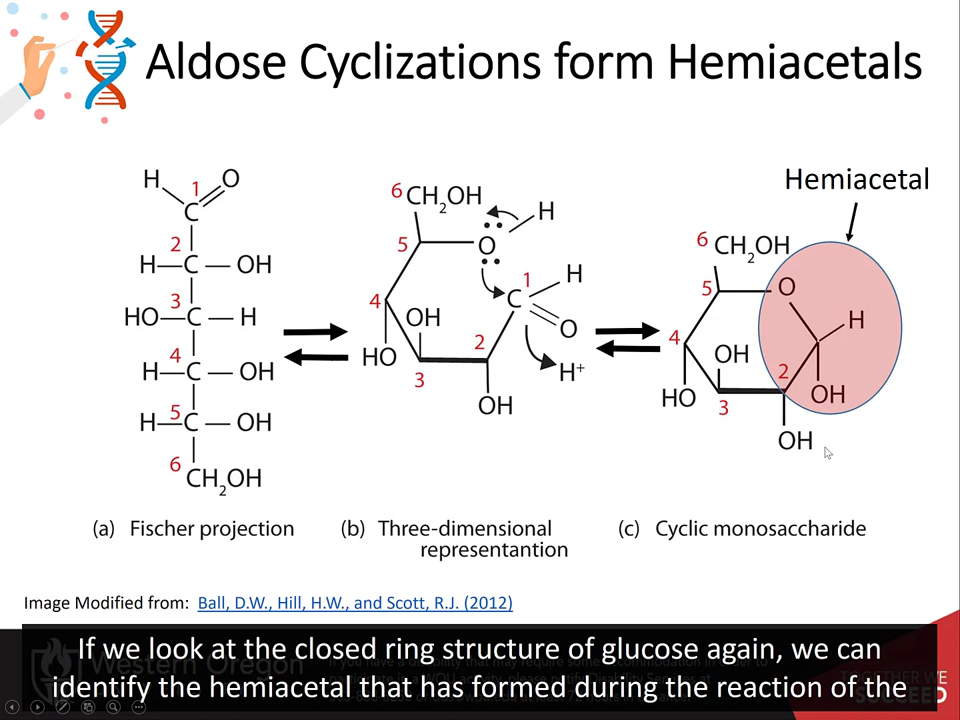 Aldose Cyclizations form Hemiacetals
Hemiacetal
H 1 O
C
2
H—C—OH
3
HO—C—H
4
H—C—OH
5
H—C—OH
6
CH2OH
6 CH2OH
H
5 O
1 H
4 C
OH O
2
HO H+
3
OH
6 CH2OH
5 O
H
4
OH 2
HO OH
3
OH
(a) Fischer projection
(b) Three-dimensional
representantion
(c) Cyclic monosaccharide
Image Modified from: Ball, D.W., Hill, H.W., and Scott, R.J. (2012)
If we look at the closed ring structure of glucose again, we can
identify the hemiacetal that has formed during the reaction of the